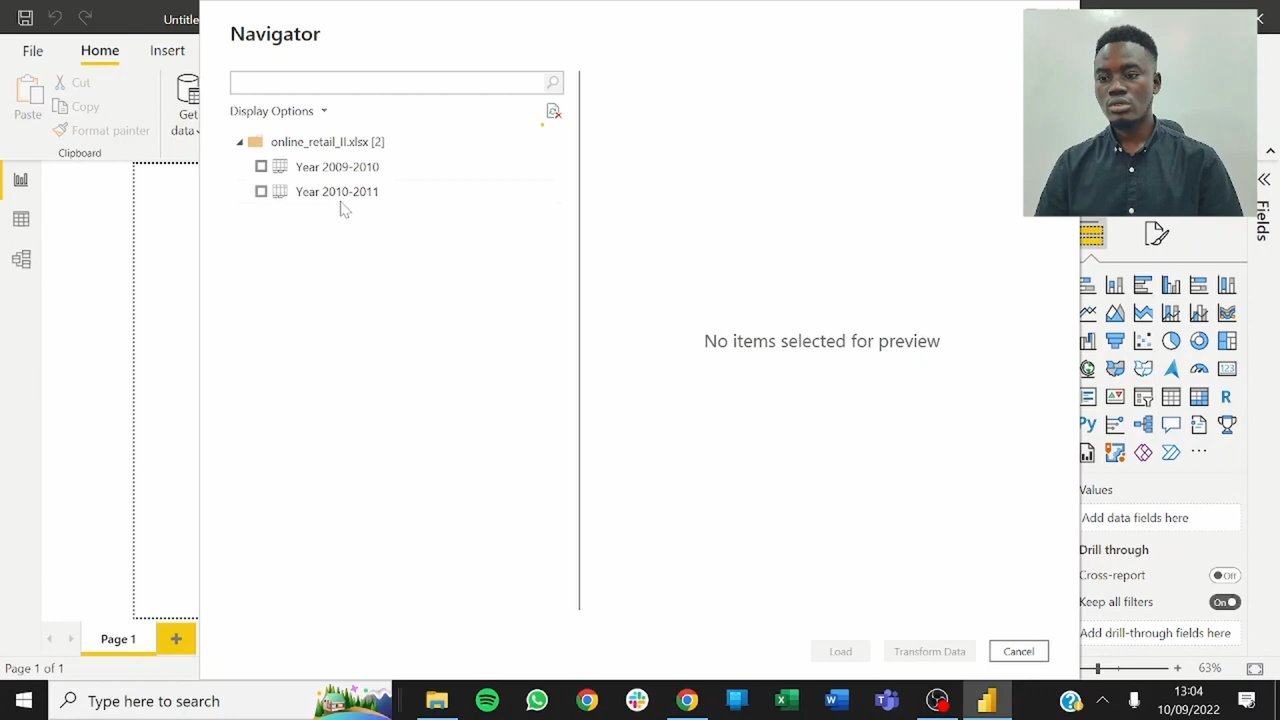 Untitle
File
Home
Insert
Paste
Cut
Copy
Format painter
Clipboard
Get
data
Navigator
Display Options
online_retail_II.xlsx [2]
Year 2009-2010
Year 2010-2011
No items selected for preview
Load
Transform Data
Cancel
Fields
123
R
Py
Values
Add data fields here
Drill through
Cross-report
Off
Keep all filters
On
Add drill-through fields here
Page 1
Page 1 of 1
63%
Type here to search
13:04
10/09/2022